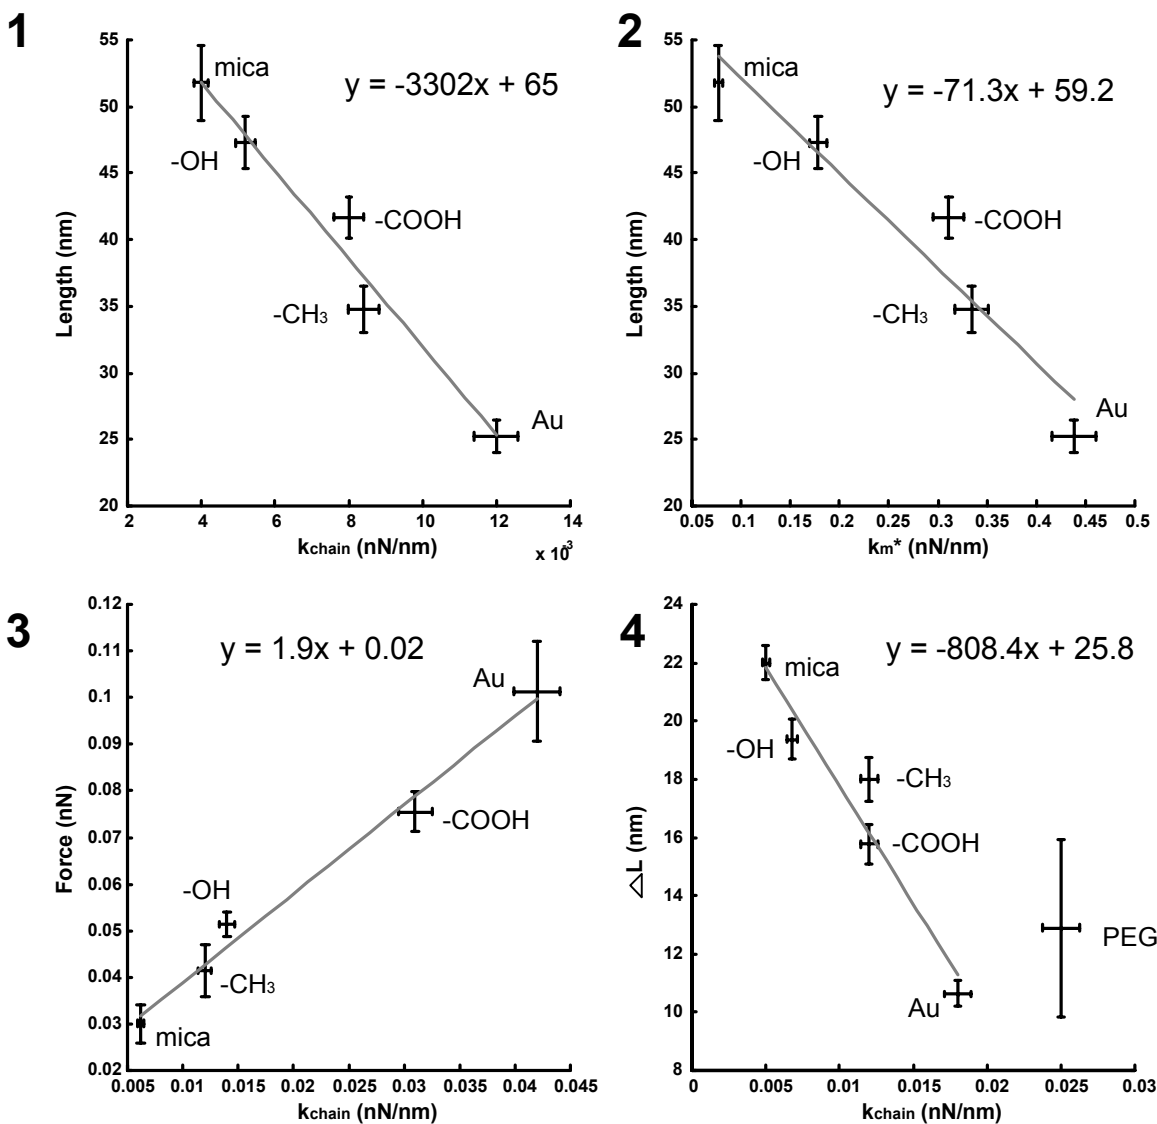 1
55
50
45
40
35
30
25
20
Length (nm)
mica
-OH
-COOH
-CH₃
Au
y = -3302x + 65
2 4 6 8 10 12 14
kchain (nN/nm)
x 10⁻³
2
55
50
45
40
35
30
25
20
Length (nm)
mica
-OH
-COOH
-CH₃
Au
y = -71.3x + 59.2
0.05 0.1 0.15 0.2 0.25 0.3 0.35 0.4 0.45 0.5
km* (nN/nm)
3
0.12
0.11
0.1
0.09
0.08
0.07
0.06
0.05
0.04
0.03
0.02
Force (nN)
y = 1.9x + 0.02
Au
-COOH
-OH
-CH₃
mica
0.005 0.01 0.015 0.02 0.025 0.03 0.035 0.04 0.045
kchain (nN/nm)
4
24
22
20
18
16
14
12
10
8
△L (nm)
y = -808.4x + 25.8
mica
-OH
-CH₃
-COOH
PEG
Au
0 0.005 0.01 0.015 0.02 0.025 0.03
kchain (nN/nm)